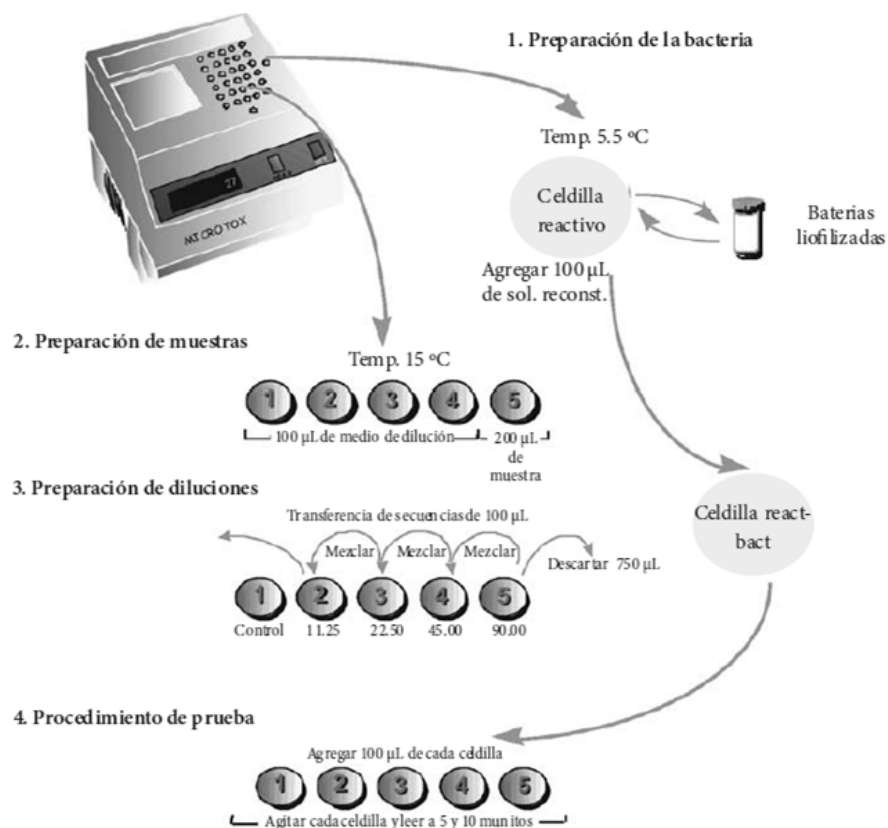 1. Preparación de la bacteria
Temp. 5.5 ºC
Celdilla
reactivo
Baterias
liofilizadas
Agregar 100 µL
de sol. reconst.
27
MICROTOX
2. Preparación de muestras
Temp. 15 ºC
1 2 3 4 5
100 µL de medio de dilución
200 µL
de
muestra
3. Preparación de diluciones
Transferencia de secuencias de 100 µL
Mezclar Mezclar Mezclar
Descartar 750 µL
1 2 3 4 5
Control 11.25 22.50 45.00 90.00
Celdilla react-
bact
4. Procedimiento de prueba
Agregar 100 µL de cada celdilla
1 2 3 4 5
Agitar cada celdilla y leer a 5 y 10 munitos